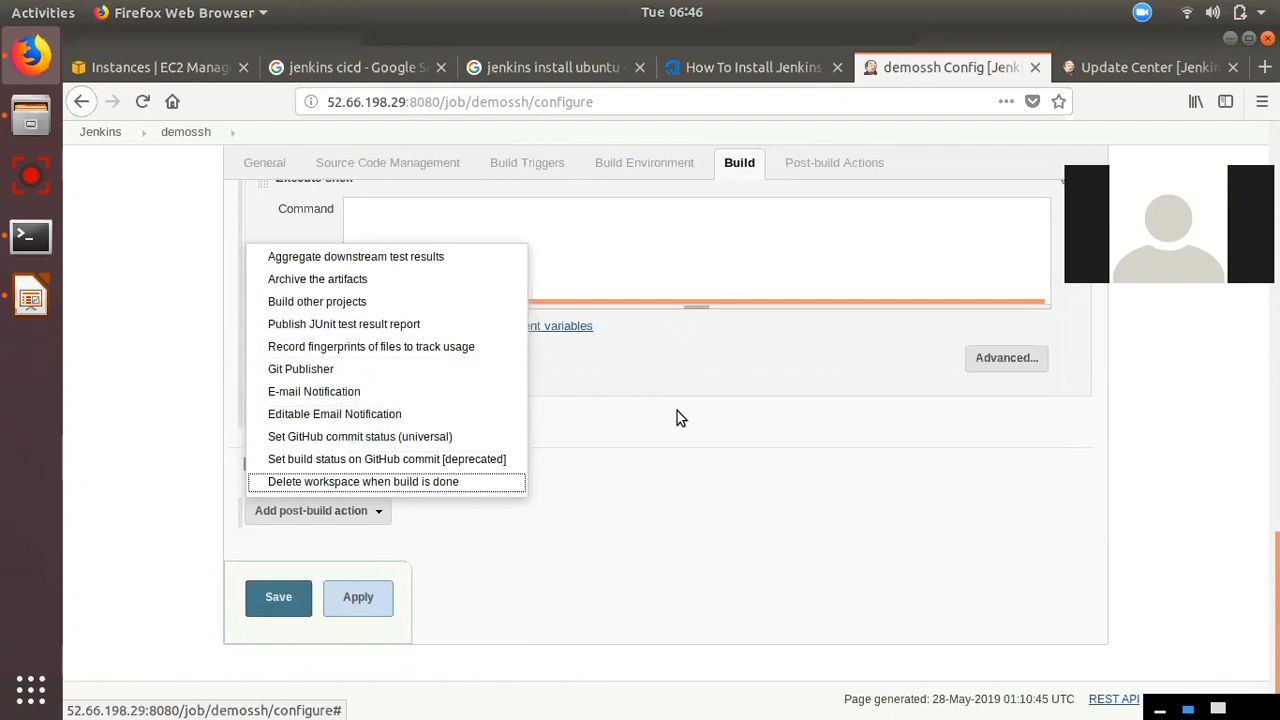 Activities
Firefox Web Browser
Tue 06:46
Instances | EC2 Manag
jenkins cicd - Google S
jenkins install ubuntu -
How To Install Jenkins
demossh Config [Jenk
Update Center [Jenkin
52.66.198.29:8080/job/demossh/configure
Jenkins
demossh
General
Source Code Management
Build Triggers
Build Environment
Build
Post-build Actions
Execute shell
Command
Aggregate downstream test results
Archive the artifacts
Build other projects
Publish JUnit test result report
ent variables
Record fingerprints of files to track usage
Advanced...
Git Publisher
E-mail Notification
Editable Email Notification
Set GitHub commit status (universal)
Set build status on GitHub commit [deprecated]
Delete workspace when build is done
Add post-build action
Save
Apply
Page generated: 28-May-2019 01:10:45 UTC
REST API
52.66.198.29:8080/job/demossh/configure#